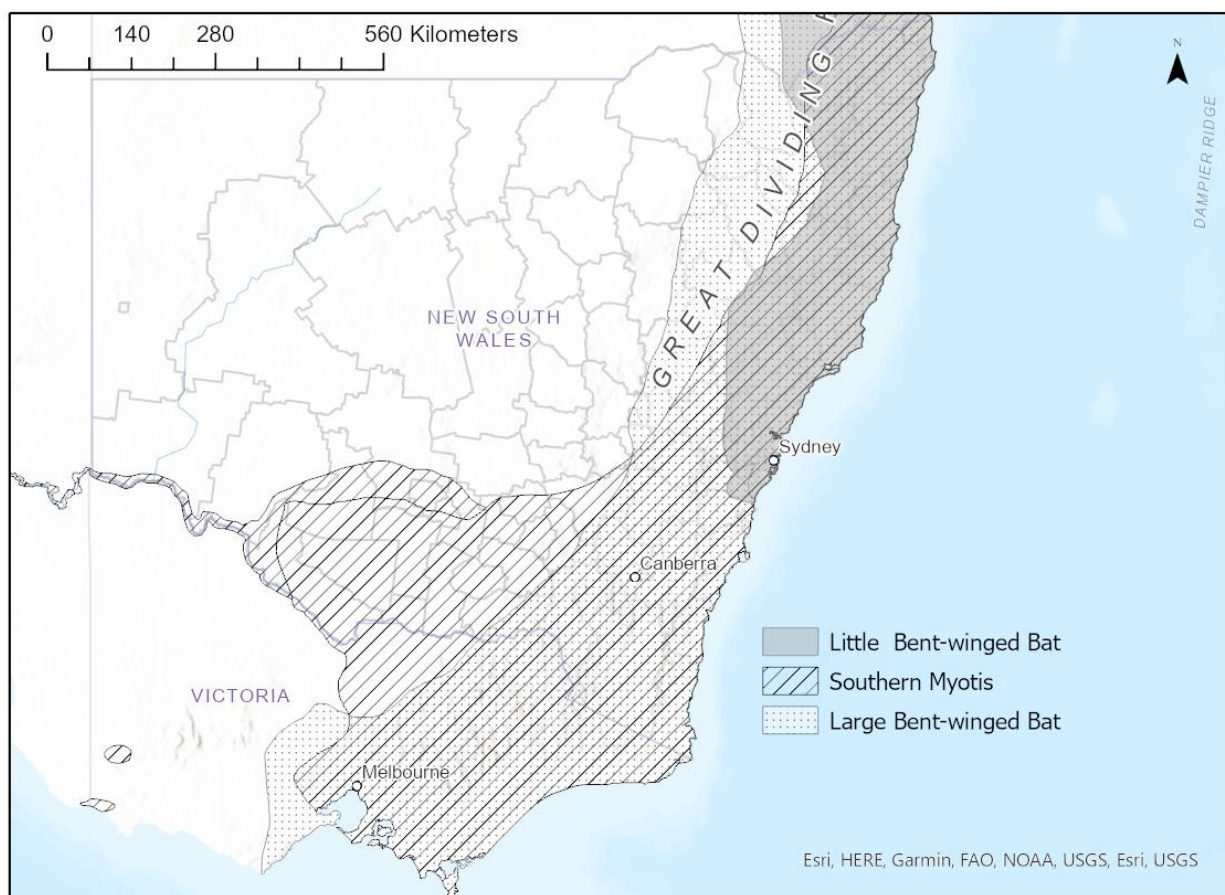 0 140 280 560 Kilometers
N
DAMPIER RIDGE
GREAT DIVIDING
NEW SOUTH
WALES
Sydney
Canberra
Little Bent-winged Bat
Southern Myotis
Large Bent-winged Bat
VICTORIA
Melbourne
Esri, HERE, Garmin, FAO, NOAA, USGS, Esri, USGS